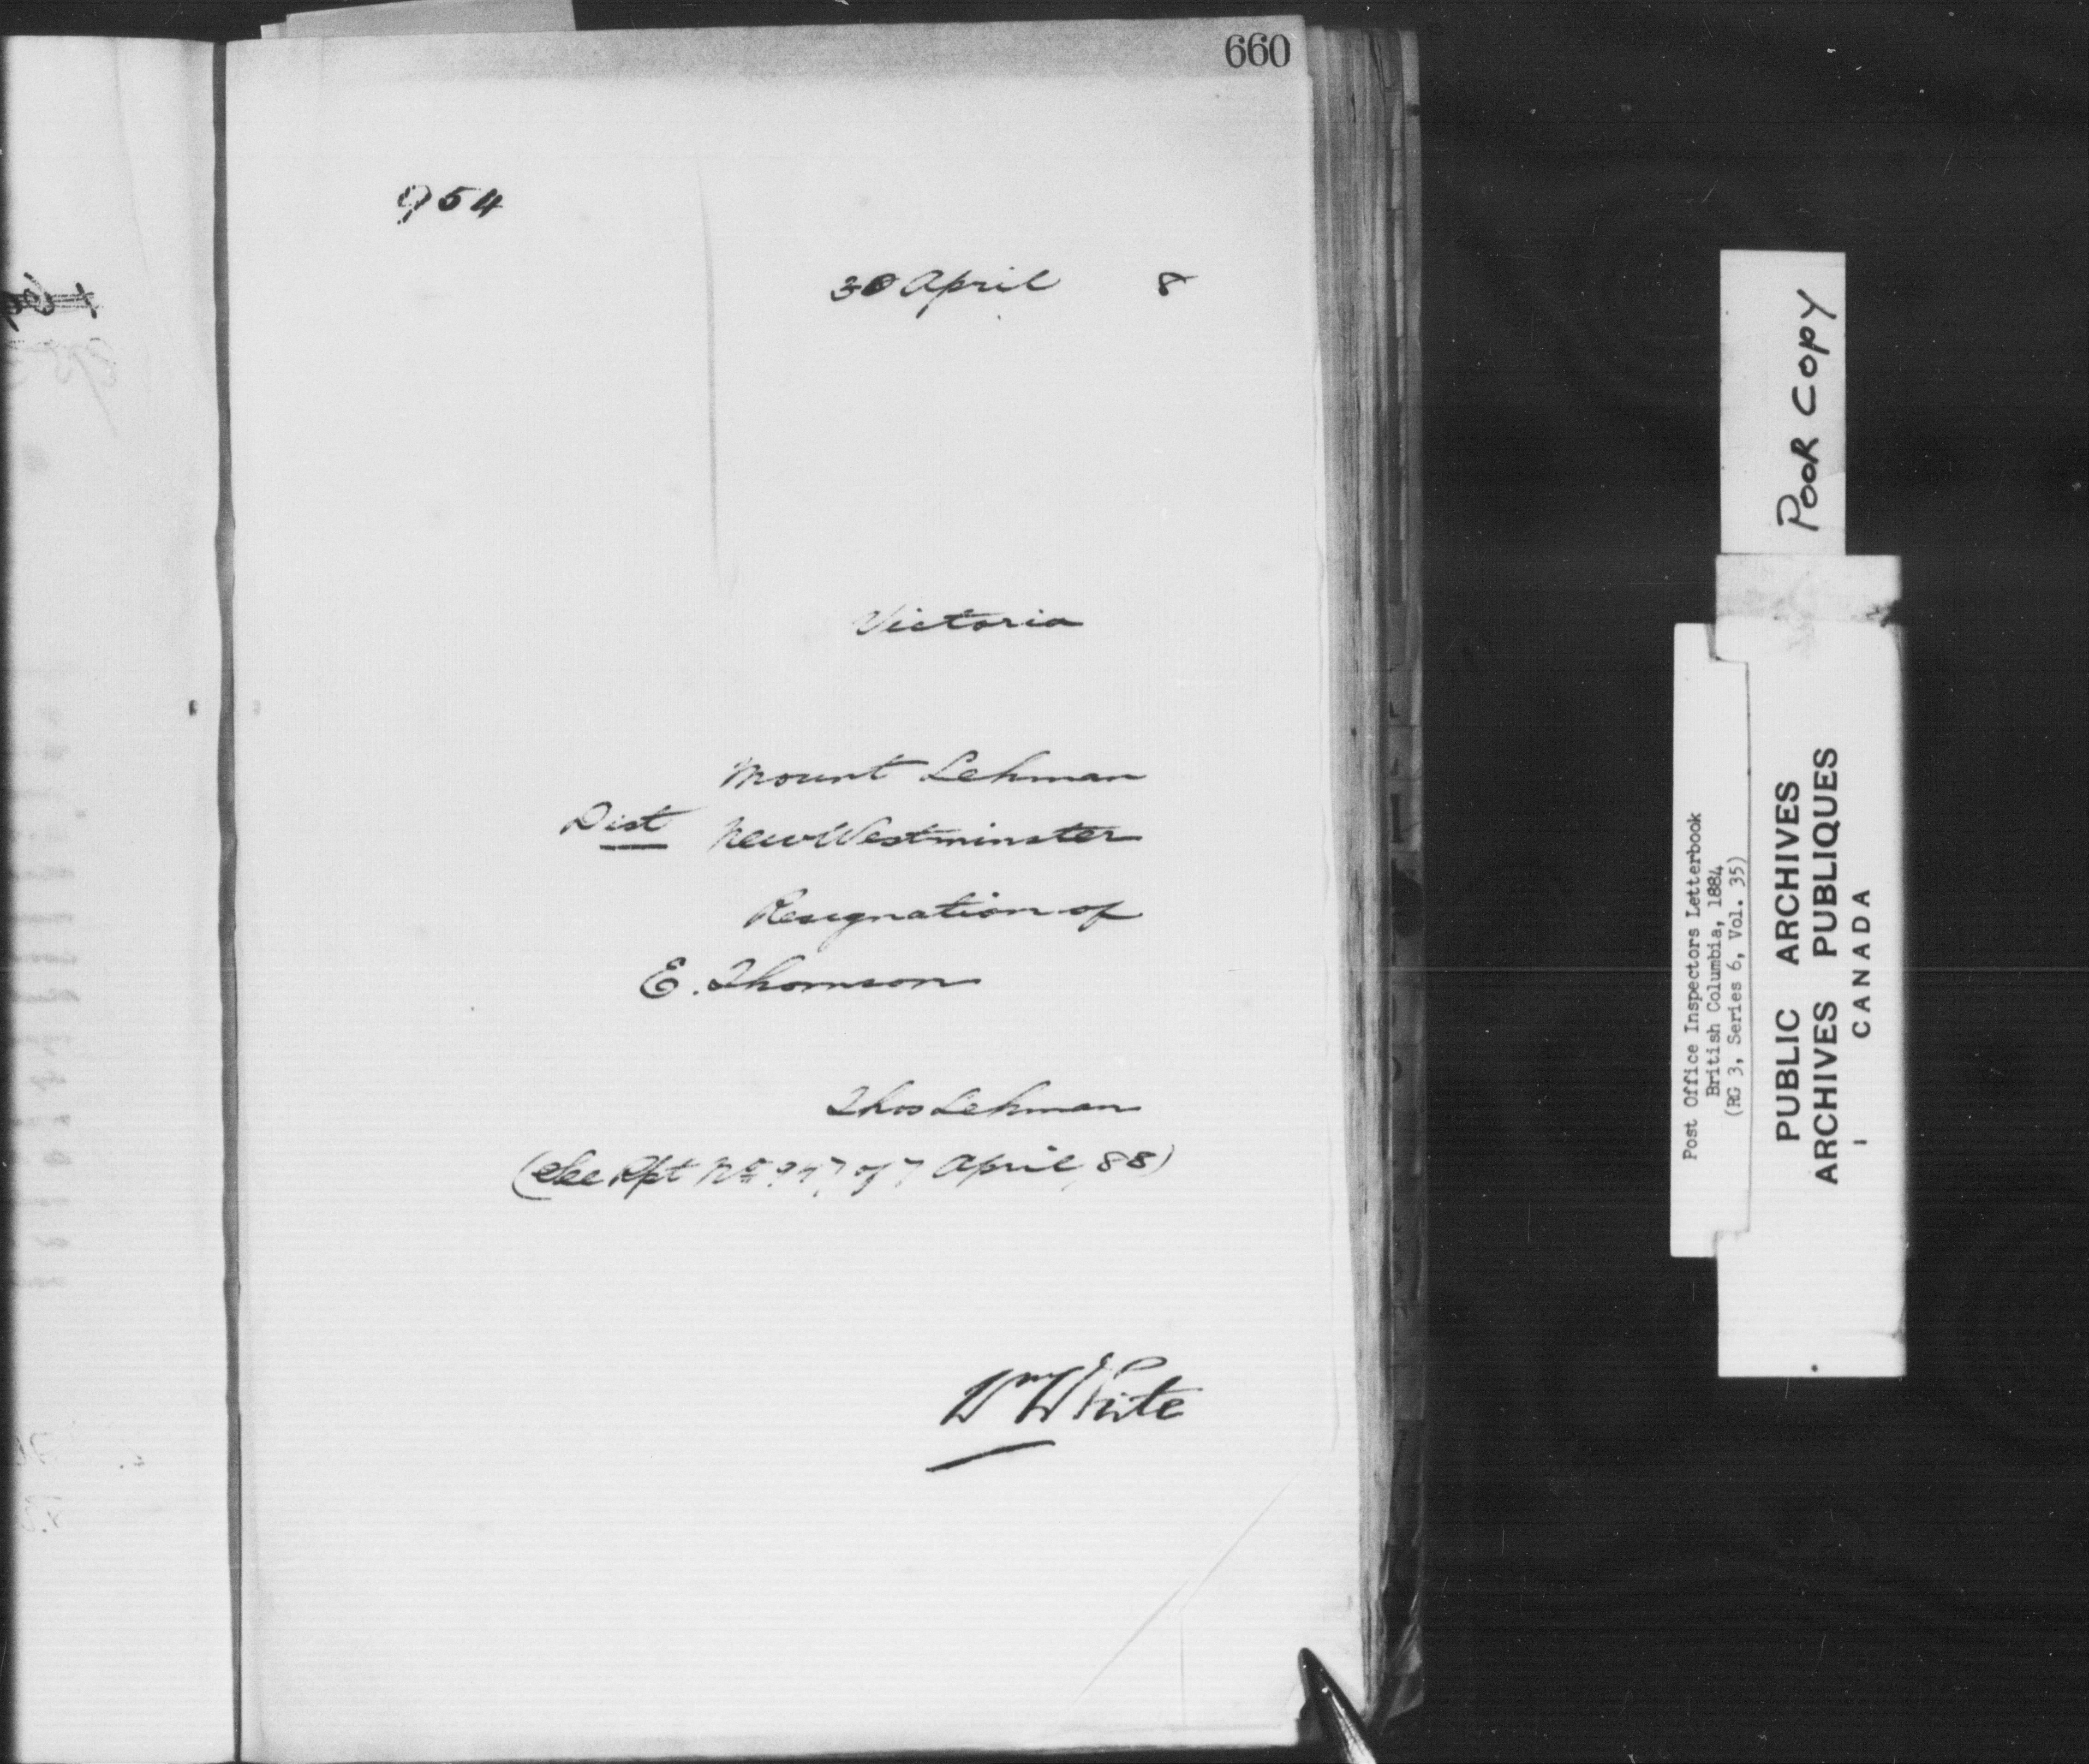 660
954
30 April 8
Victoria
Mount Lehman
Dist New Westminster
Resignation of
E. Thomson
Thos Lehman
(See Rpt No 947 of 7 April, 88)
Wm White
POOR COPY
Post Office Inspectors Letterbook
British Columbia, 1884
(RG 3, Series 6, Vol. 35)
PUBLIC ARCHIVES
ARCHIVES PUBLIQUES
CANADA